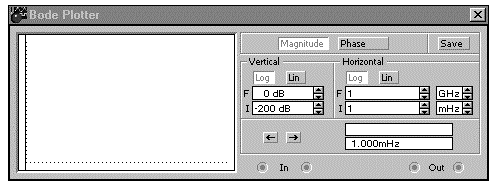 Bode Plotter
Magnitude Phase Save
Vertical Horizontal
Log Lin Log Lin
F 0 dB F 1 GHz
I -200 dB I 1 mHz
← →
1.000mHz
In Out